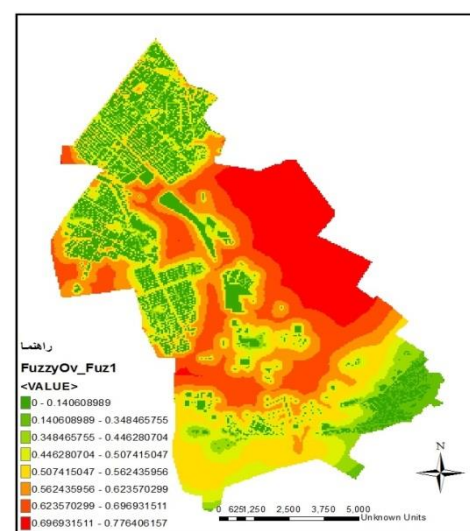 راهنما
FuzzyOv_Fuz1
<VALUE>
0 - 0.140608989
0.140608989 - 0.348465755
0.348465755 - 0.446280704
0.446280704 - 0.507415047
0.507415047 - 0.562435956
0.562435956 - 0.623570299
0.623570299 - 0.696931511
0.696931511 - 0.776406157
N
0 6251,250 2,500 3,750 5,000
Unknown Units